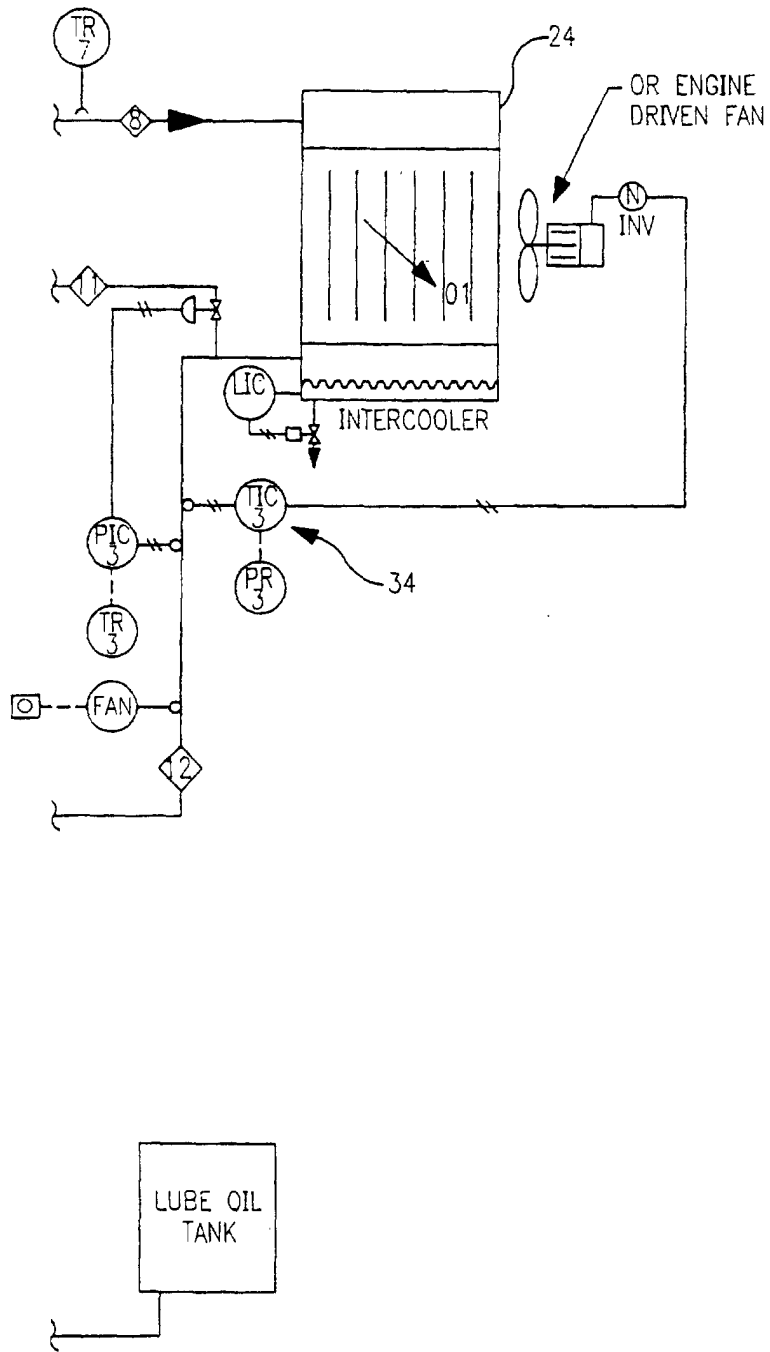 TR
7
24
OR ENGINE
DRIVEN FAN
8
N
INV
11
01
LIC
INTERCOOLER
TIC
3
PIC
3
34
PR
3
TR
3
FAN
12
LUBE OIL
TANK